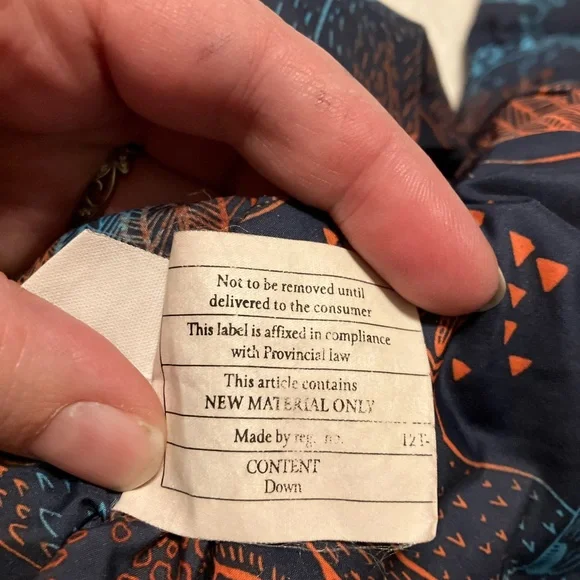 Not to be removed until
delivered to the consumer
This label is affixed in compliance
with Provincial law
This article contains
NEW MATERIAL ONLY
Made by reg. no. 12T-
CONTENT
Down